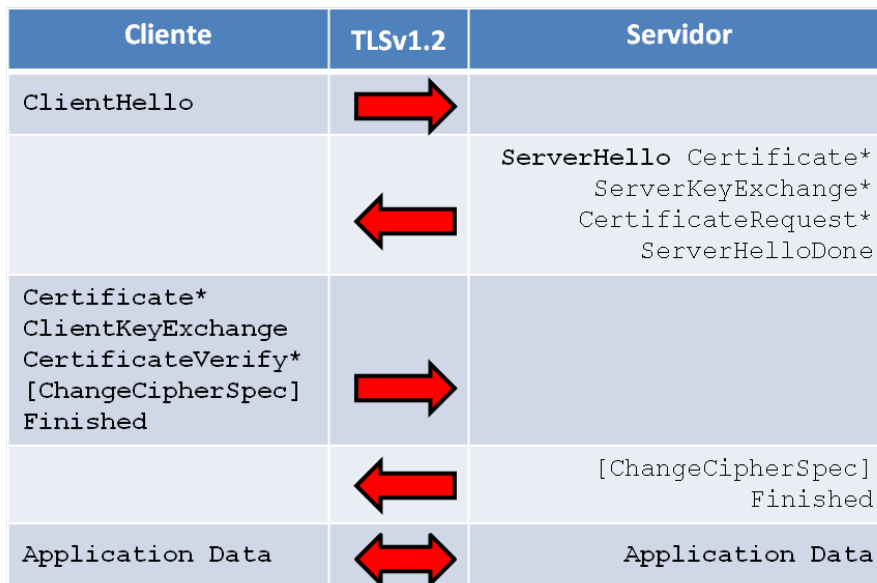 Cliente TLSv1.2 Servidor
ClientHello
ServerHello Certificate*
ServerKeyExchange*
CertificateRequest*
ServerHelloDone
Certificate*
ClientKeyExchange
CertificateVerify*
[ChangeCipherSpec]
Finished
[ChangeCipherSpec]
Finished
Application Data Application Data